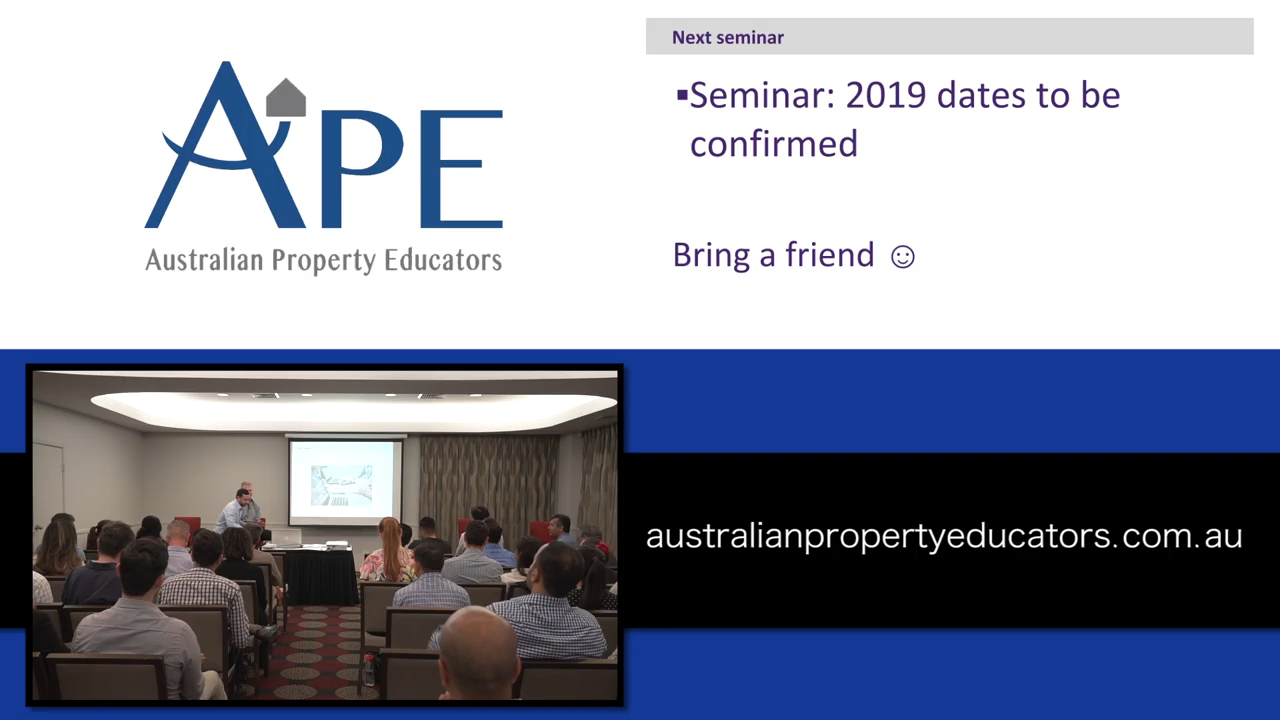 APE
Australian Property Educators
Next seminar
▪Seminar: 2019 dates to be
confirmed
Bring a friend ☺
australianpropertyeducators.com.au